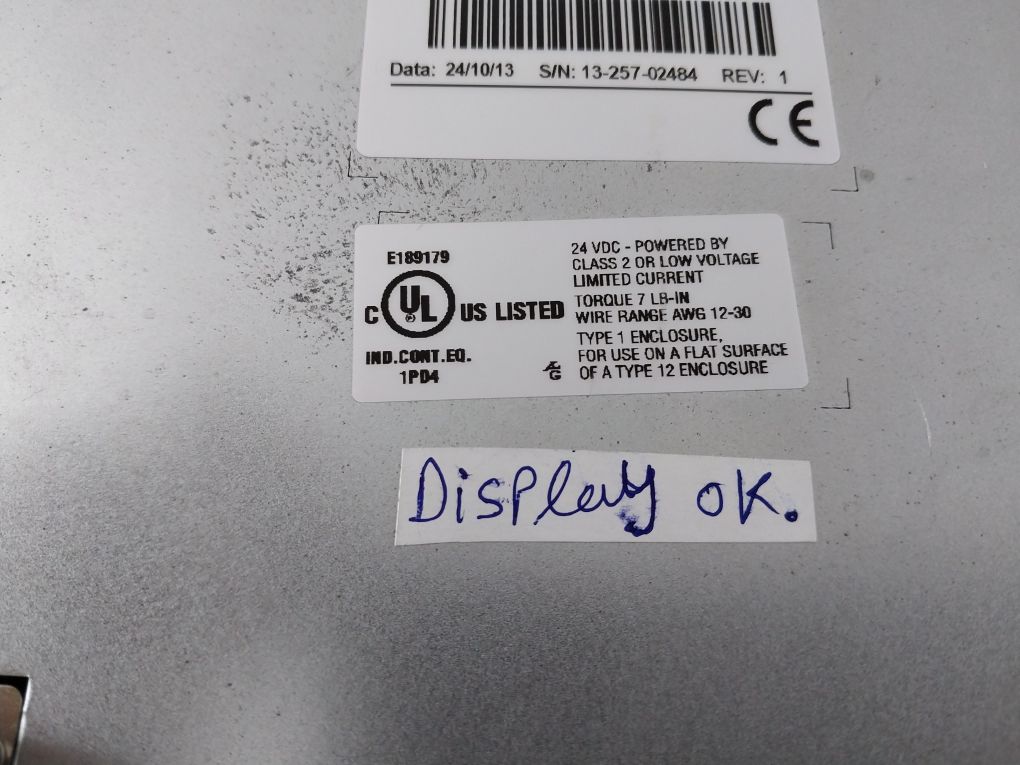 Data: 24/10/13 S/N: 13-257-02484 REV: 1
CE
E189179
C UL US LISTED
IND.CONT.EQ.
1PD4
24 VDC - POWERED BY
CLASS 2 OR LOW VOLTAGE
LIMITED CURRENT
TORQUE 7 LB-IN
WIRE RANGE AWG 12-30
TYPE 1 ENCLOSURE,
FOR USE ON A FLAT SURFACE
OF A TYPE 12 ENCLOSURE
Display OK.